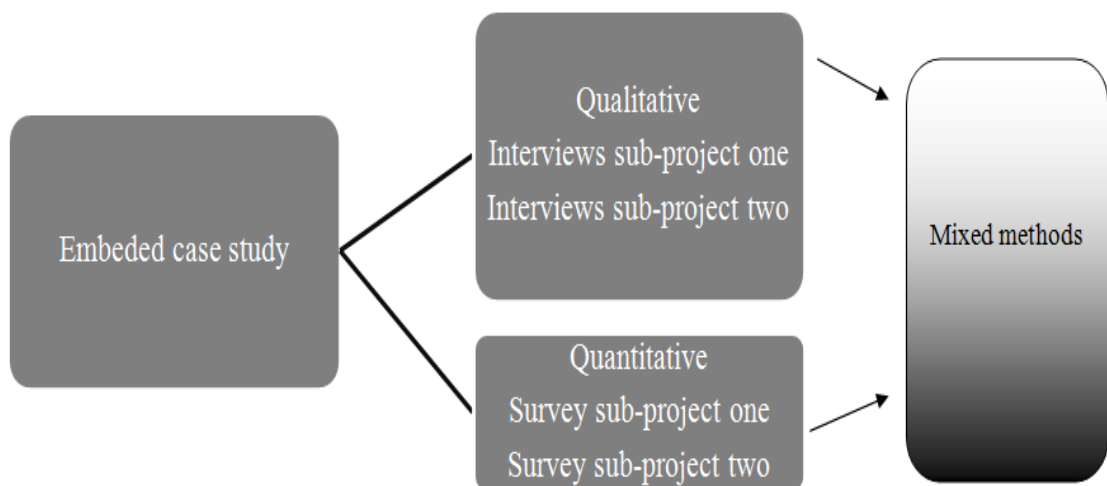 Embeded case study
Qualitative
Interviews sub-project one
Interviews sub-project two
Quantitative
Survey sub-project one
Survey sub-project two
Mixed methods